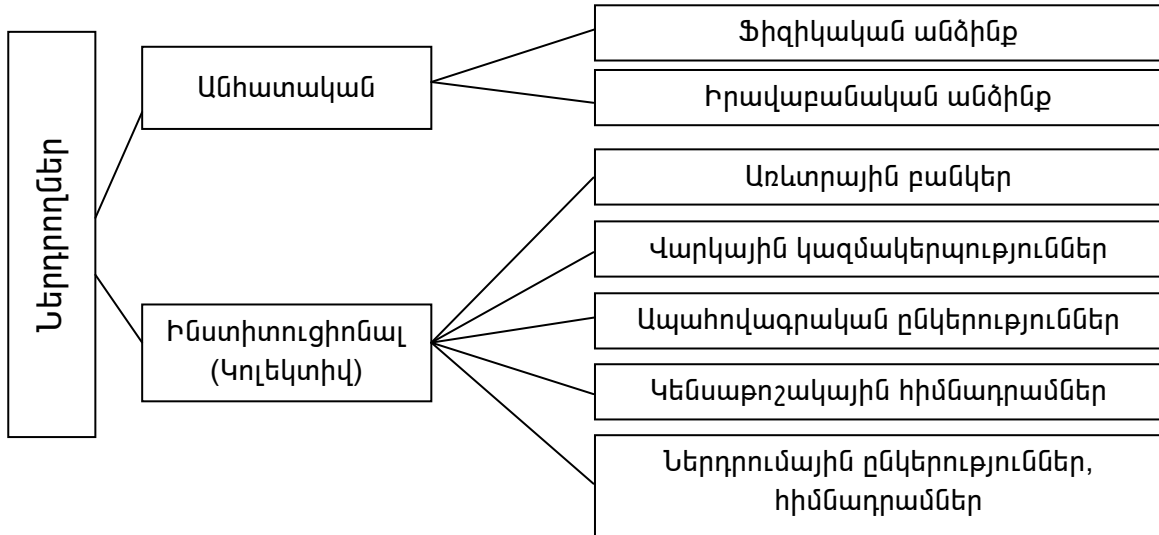 Ներդրողներ
Անհատական
Ֆիզիկական անձինք
Իրավաբանական անձինք
Ինստիտուցիոնալ
(Կոլեկտիվ)
Առևտրային բանկեր
Վարկային կազմակերպություններ
Ապահովագրական ընկերություններ
Կենսաթոշակային հիմնադրամներ
Ներդրումային ընկերություններ,
հիմնադրամներ